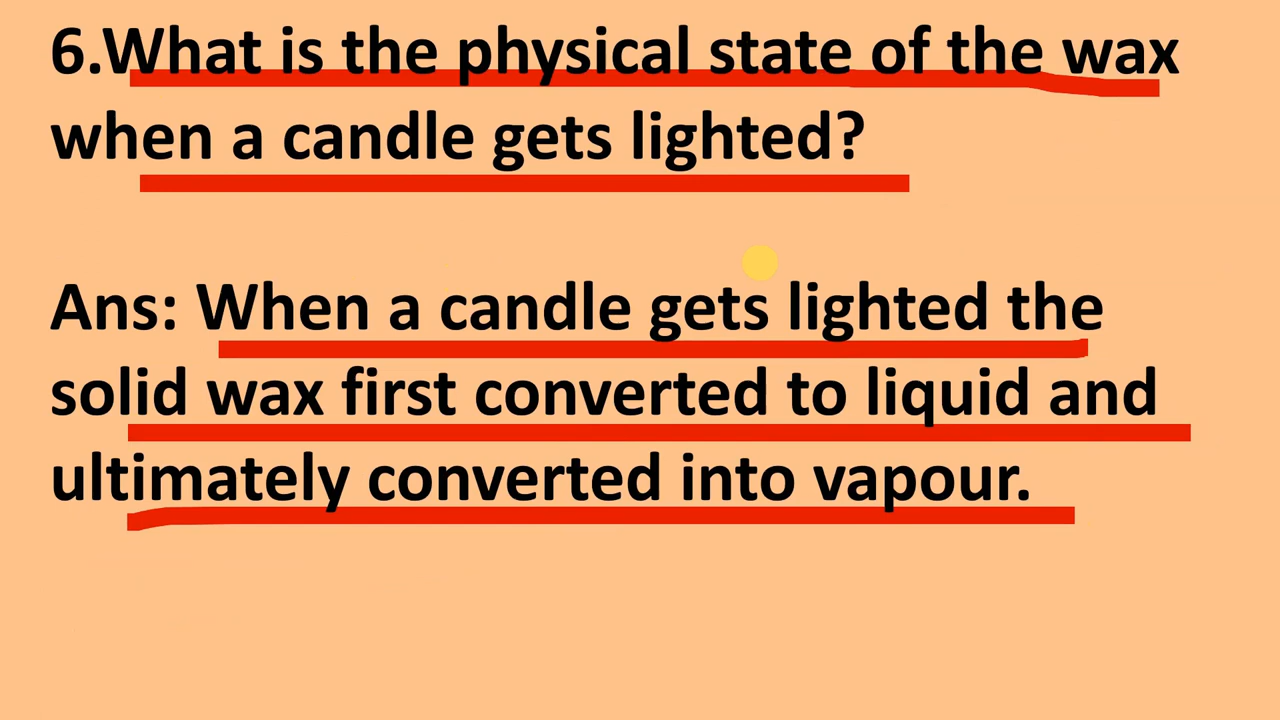 6.What is the physical state of the wax
when a candle gets lighted?
Ans: When a candle gets lighted the
solid wax first converted to liquid and
ultimately converted into vapour.